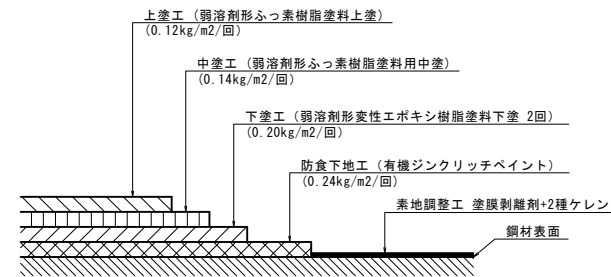 上塗工（弱溶剤形ふっ素樹脂塗料上塗）
(0.12kg/m2/回)
中塗工（弱溶剤形ふっ素樹脂塗料用中塗）
(0.14kg/m2/回)
下塗工（弱溶剤形変性エポキシ樹脂塗料下塗 2回）
(0.20kg/m2/回)
防食下地工（有機ジンクリッチペイント）
(0.24kg/m2/回)
素地調整工 塗膜剥離剤+2種ケレン
鋼材表面